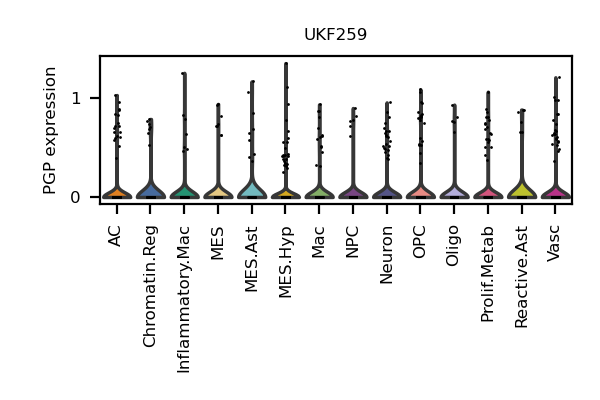 UKF259
PGP expression
1
0
AC
Chromatin.Reg
Inflammatory.Mac
MES
MES.Ast
MES.Hyp
Mac
NPC
Neuron
OPC
Oligo
Prolif.Metab
Reactive.Ast
Vasc